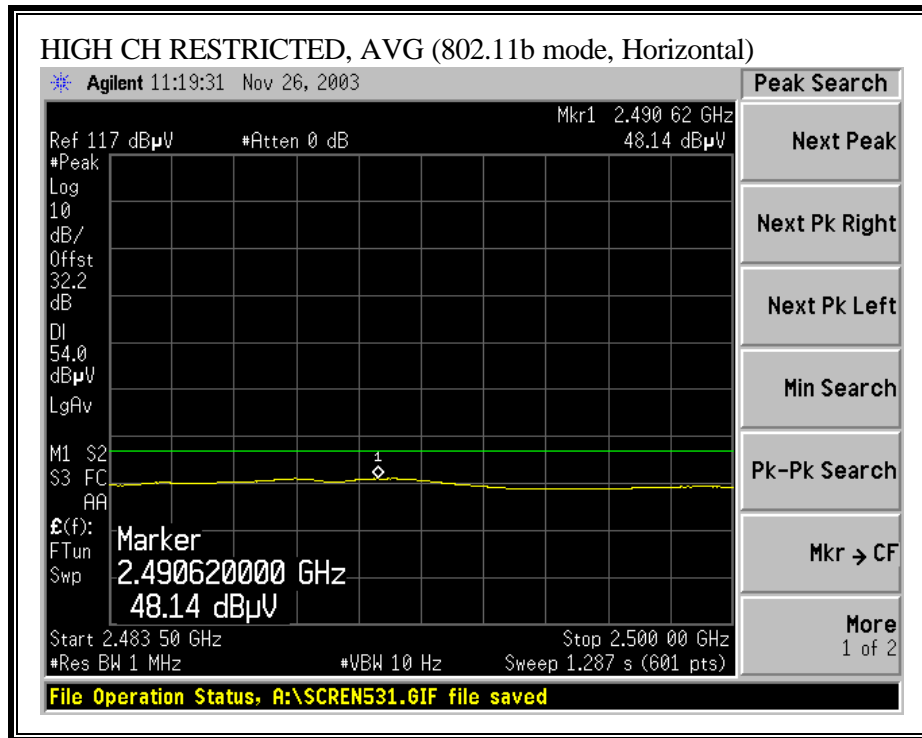 HIGH CH RESTRICTED, AVG (802.11b mode, Horizontal)
Agilent 11:19:31 Nov 26, 2003
Peak Search
Mkr1 2.490 62 GHz
Ref 117 dBµV #Atten 0 dB 48.14 dBµV
#Peak
Log
10
dB/
Offst
32.2
dB
DI
54.0
dBµV
LgAv
M1 S2
S3 FC
AA
£(f):
FTun
Swp
1
Marker
2.490620000 GHz
48.14 dBµV
Start 2.483 50 GHz Stop 2.500 00 GHz
#Res BW 1 MHz #VBW 10 Hz Sweep 1.287 s (601 pts)
File Operation Status, A:\SCREN531.GIF file saved
Next Peak
Next Pk Right
Next Pk Left
Min Search
Pk-Pk Search
Mkr → CF
More
1 of 2